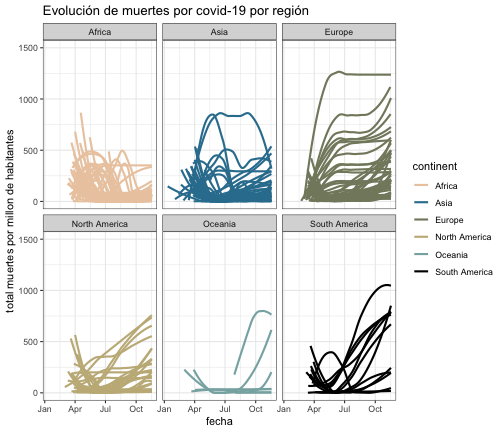 Evolución de muertes por covid-19 por región
Africa
Asia
Europe
1500
1000
500
0
North America
Oceania
South America
1500
1000
500
0
Jan
Apr
Jul
Oct
Jan
Apr
Jul
Oct
Jan
Apr
Jul
Oct
fecha
total muertes por millon de habitantes
continent
Africa
Asia
Europe
North America
Oceania
South America